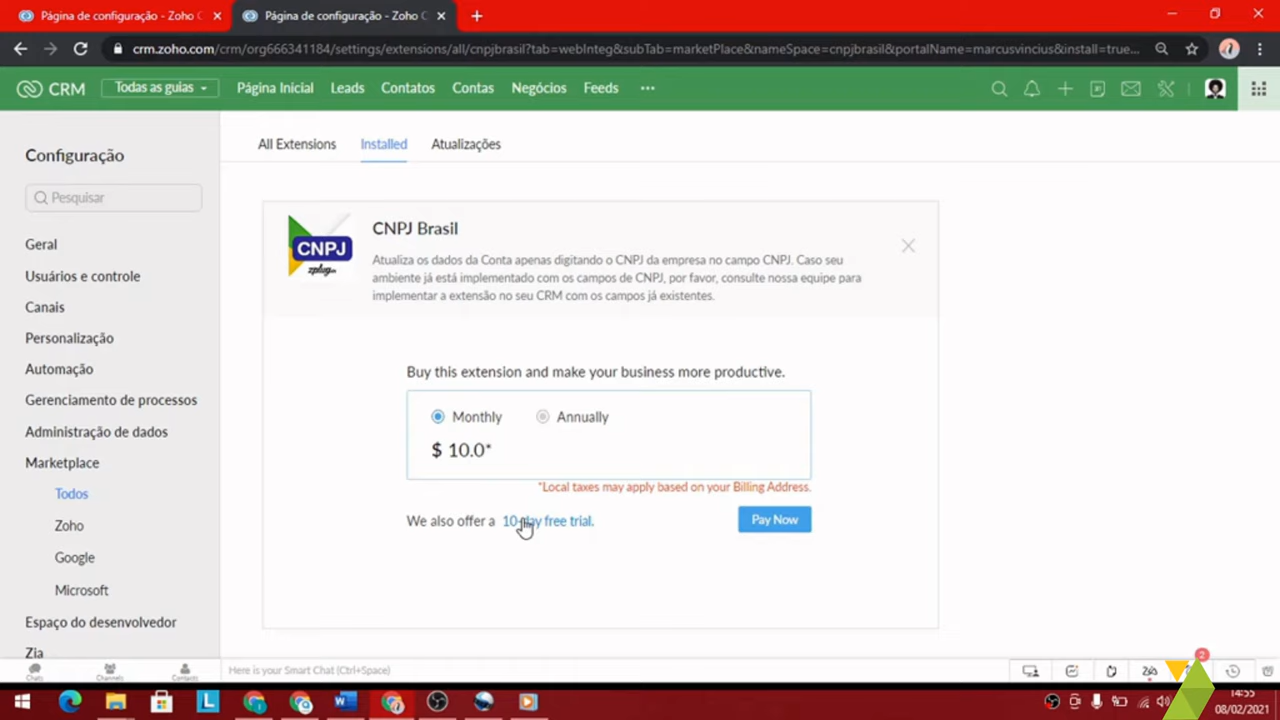 Página de configuração - Zoho C
Página de configuração - Zoho C
crm.zoho.com/crm/org666341184/settings/extensions/all/cnpjbrasil?tab=webInteg&subTab=marketPlace&nameSpace=cnpjbrasil&portalName=marcusvincius&install=true...
CRM
Todas as guias
Página Inicial
Leads
Contatos
Contas
Negócios
Feeds
All Extensions
Installed
Atualizações
Configuração
Pesquisar
Geral
Usuários e controle
Canais
Personalização
Automação
Gerenciamento de processos
Administração de dados
Marketplace
Todos
Zoho
Google
Microsoft
Espaço do desenvolvedor
Zia
CNPJ
zplug
CNPJ Brasil
Atualiza os dados da Conta apenas digitando o CNPJ da empresa no campo CNPJ. Caso seu
ambiente já está implementado com os campos de CNPJ, por favor, consulte nossa equipe para
implementar a extensão no seu CRM com os campos já existentes.
Buy this extension and make your business more productive.
Monthly
Annually
$ 10.0*
*Local taxes may apply based on your Billing Address.
We also offer a 10-day free trial.
Pay Now
Chats
Channels
Contacts
Here is your Smart Chat (Ctrl+Space)
2
14:55
08/02/2021